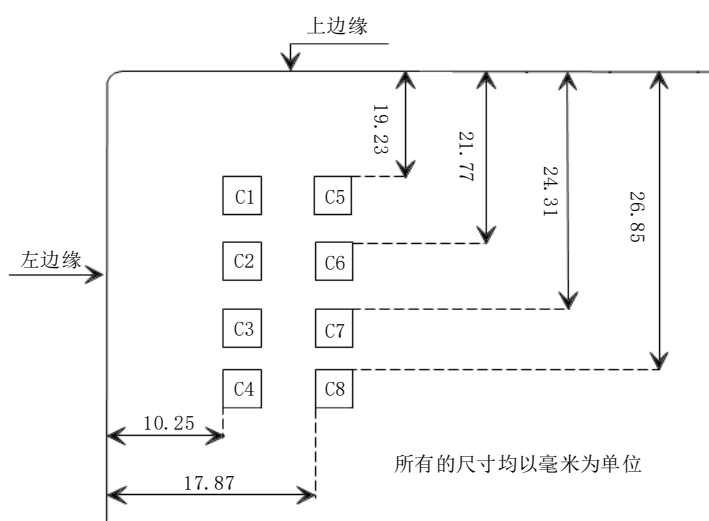 上边缘
19.23
21.77
24.31
26.85
C1 C5
C2 C6
左边缘
C3 C7
C4 C8
10.25
17.87
所有的尺寸均以毫米为单位